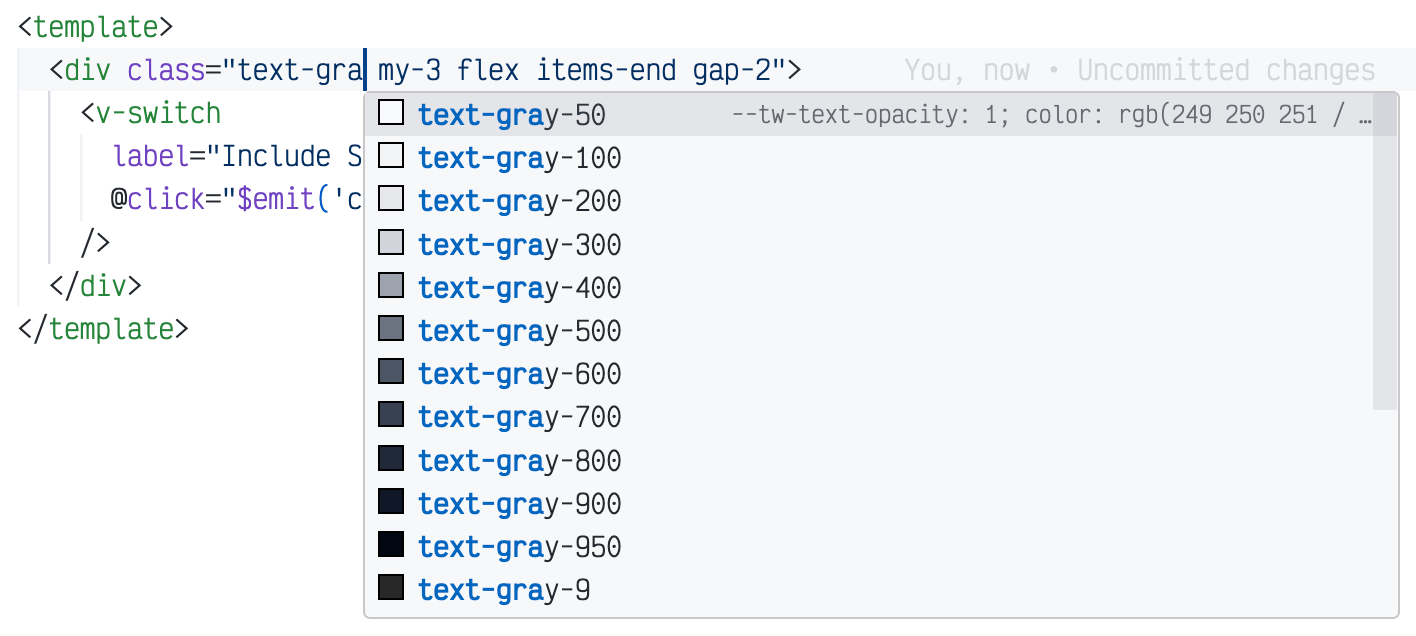 <template>
<div class="text-gra my-3 flex items-end gap-2"> You, now • Uncommitted changes
<v-switch
label="Include S
@click="$emit('c
/>
</div>
</template>
text-gray-50 --tw-text-opacity: 1; color: rgb(249 250 251 / …
text-gray-100
text-gray-200
text-gray-300
text-gray-400
text-gray-500
text-gray-600
text-gray-700
text-gray-800
text-gray-900
text-gray-950
text-gray-9